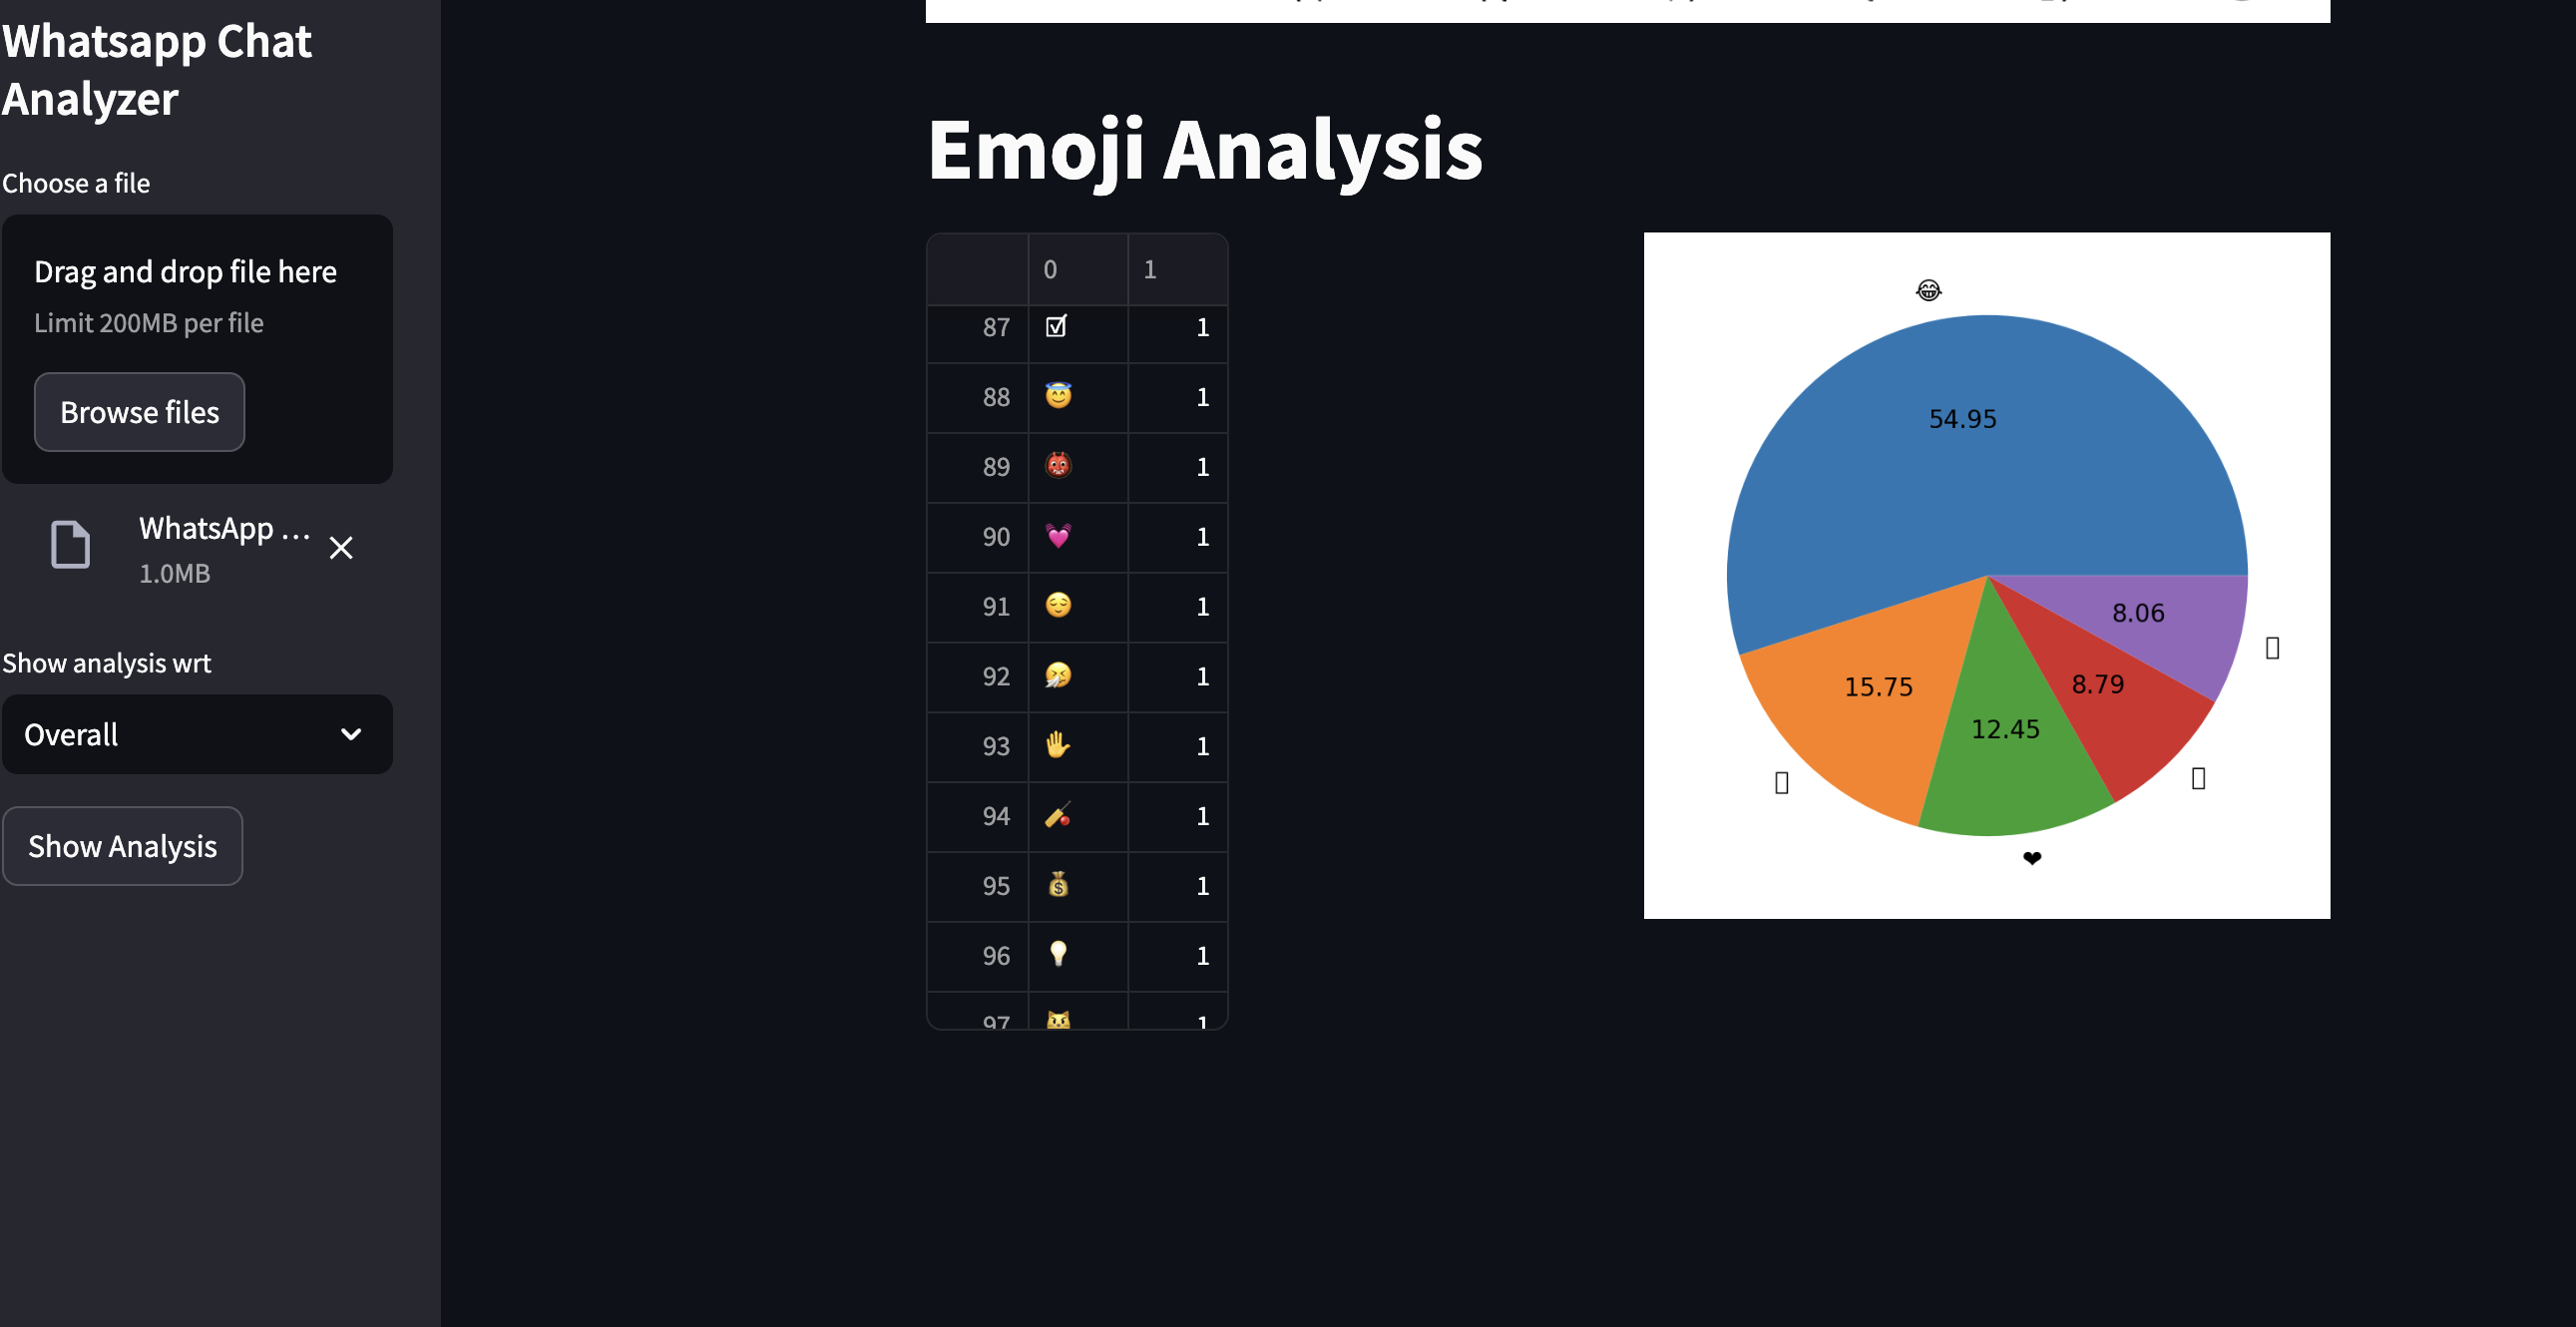 Whatsapp Chat
Analyzer
Choose a file
Drag and drop file here
Limit 200MB per file
Browse files
WhatsApp ...
1.0MB
Show analysis wrt
Overall
Show Analysis
Emoji Analysis
0 1
87 ☑ 1
88 😇 1
89 👹 1
90 💓 1
91 😌 1
92 🤧 1
93 ✋ 1
94 🏏 1
95 💰 1
96 💡 1
97 😼 1
😂
54.95
15.75
12.45
8.79
8.06
❤